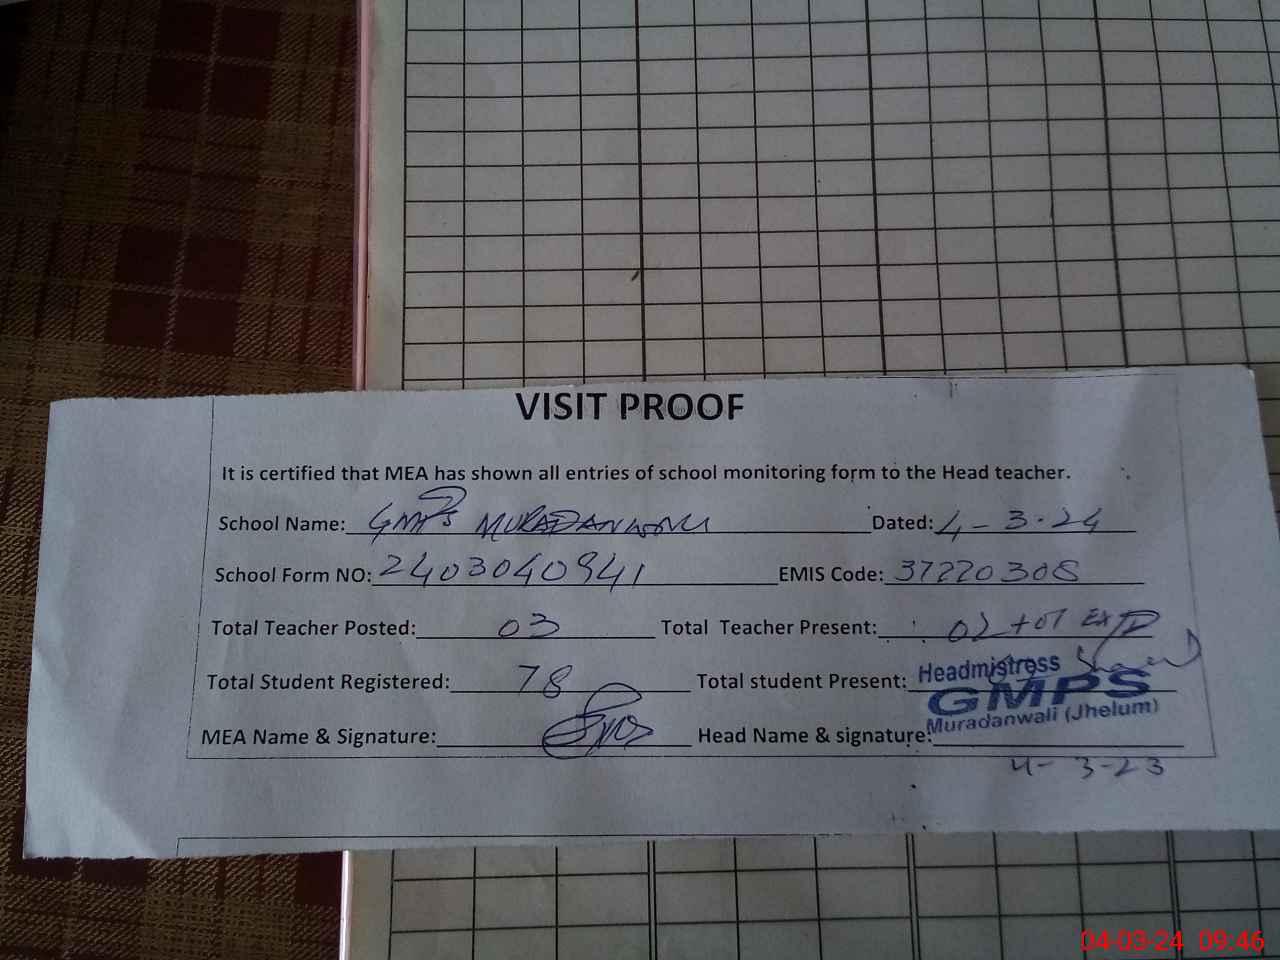 VISIT PROOF
It is certified that MEA has shown all entries of school monitoring form to the Head teacher.
School Name: GMPS MURADANWALI Dated: 4-3-24
School Form NO: 2403040941 EMIS Code: 37220308
Total Teacher Posted: 03 Total Teacher Present: 02+01
Total Student Registered: 78 Total student Present:
Headmistress
GMPS
Muradanwali (Jhelum)
MEA Name & Signature: Head Name & signature:
4-3-23
04-03-24 09:46